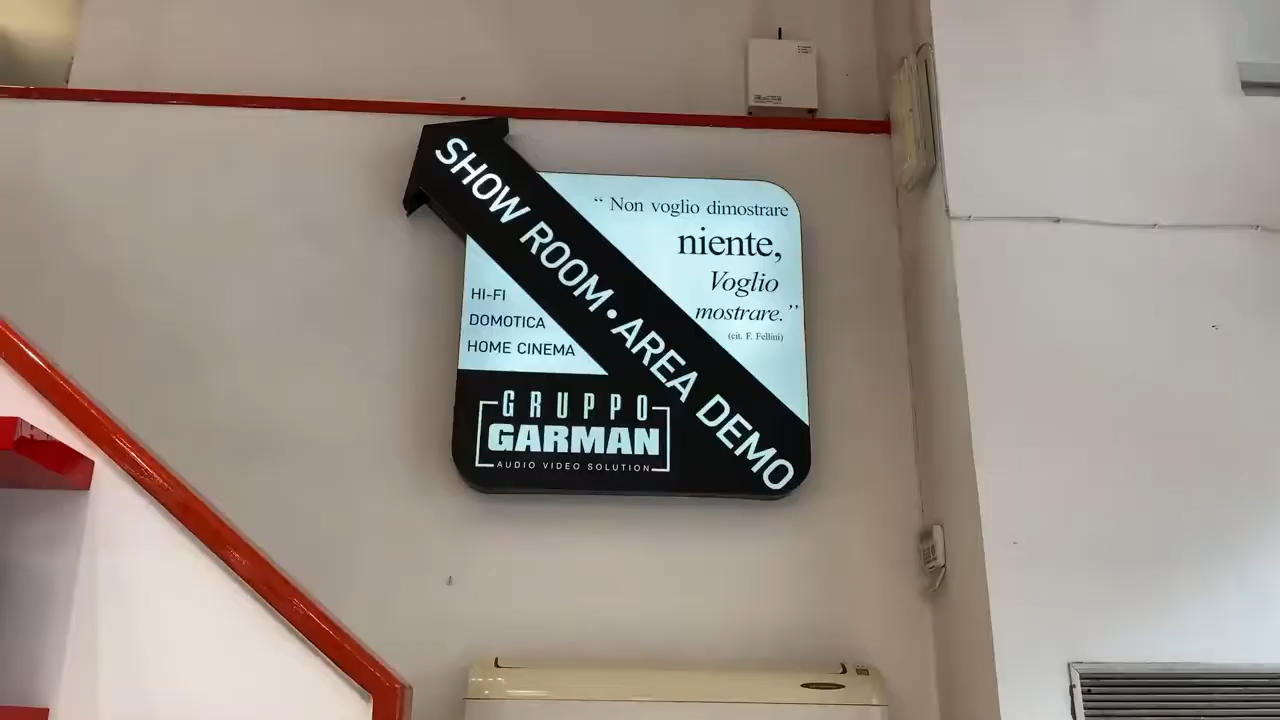 SHOW ROOM • AREA DEMO
“ Non voglio dimostrare
niente,
Voglio
mostrare.”
(cit. F. Fellini)
HI-FI
DOMOTICA
HOME CINEMA
GRUPPO
GARMAN
AUDIO VIDEO SOLUTION